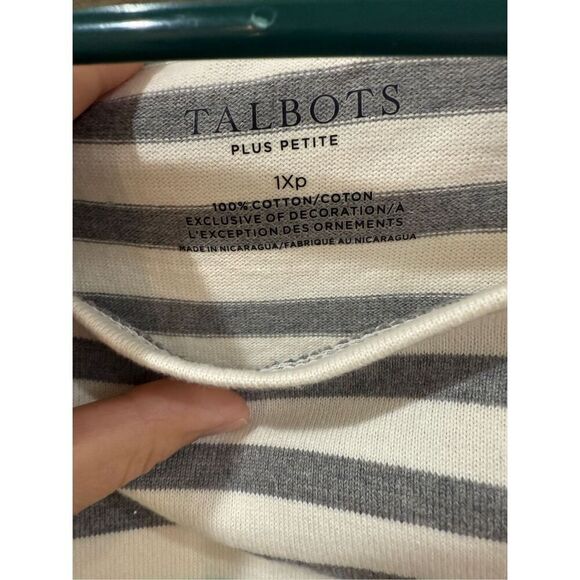 TALBOTS
PLUS PETITE
1Xp
100% COTTON/COTON
EXCLUSIVE OF DECORATION/À
L'EXCEPTION DES ORNEMENTS
MADE IN NICARAGUA/FABRIQUÉ AU NICARAGUA